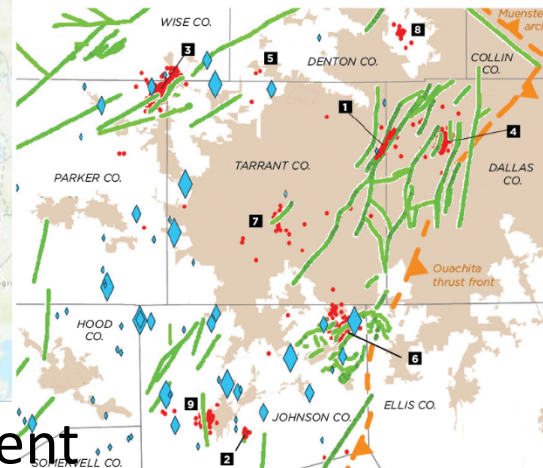 WISE CO.
Muenster
arch
3
8
5
DENTON CO.
COLLIN
CO.
1
4
TARRANT CO.
DALLAS
CO.
PARKER CO.
7
Ouachita
thrust front
HOOD
CO.
6
9
JOHNSON CO.
ELLIS CO.
ent
2
SOMERVELL CO.